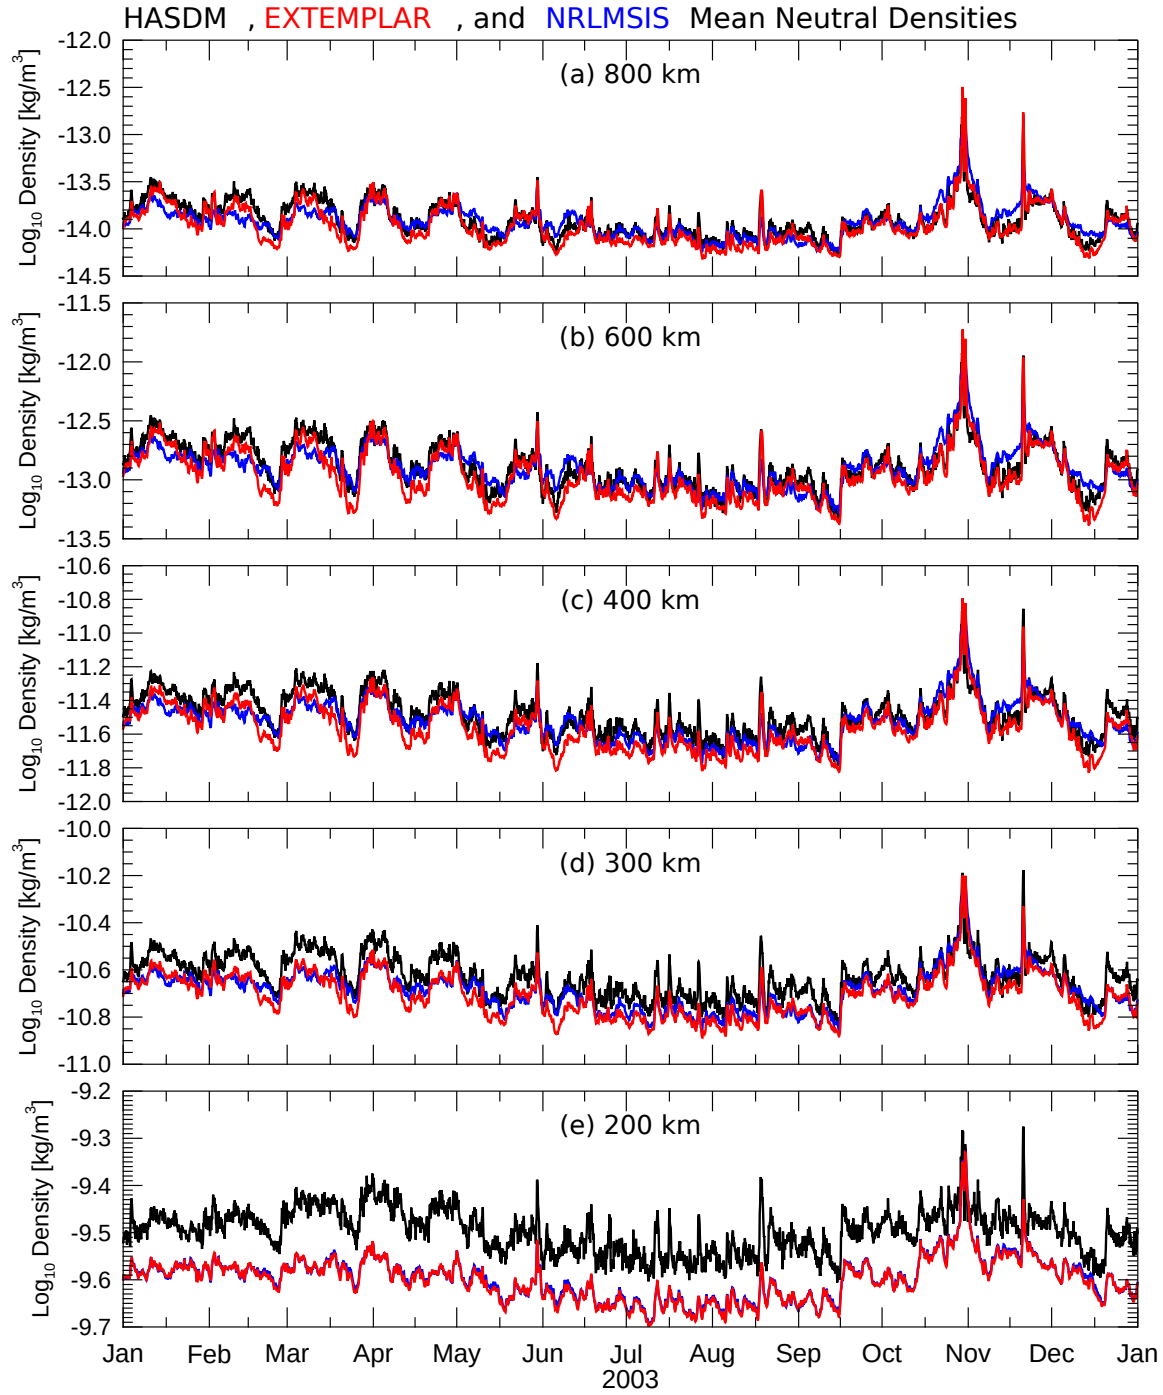 HASDM , EXTEMPLAR , and NRLMSIS Mean Neutral Densities
(a) 800 km
Log10 Density [kg/m3]
-12.0
-12.5
-13.0
-13.5
-14.0
-14.5
(b) 600 km
Log10 Density [kg/m3]
-11.5
-12.0
-12.5
-13.0
-13.5
(c) 400 km
Log10 Density [kg/m3]
-10.6
-10.8
-11.0
-11.2
-11.4
-11.6
-11.8
-12.0
(d) 300 km
Log10 Density [kg/m3]
-10.0
-10.2
-10.4
-10.6
-10.8
-11.0
(e) 200 km
Log10 Density [kg/m3]
-9.2
-9.3
-9.4
-9.5
-9.6
-9.7
Jan Feb Mar Apr May Jun Jul Aug Sep Oct Nov Dec Jan
2003